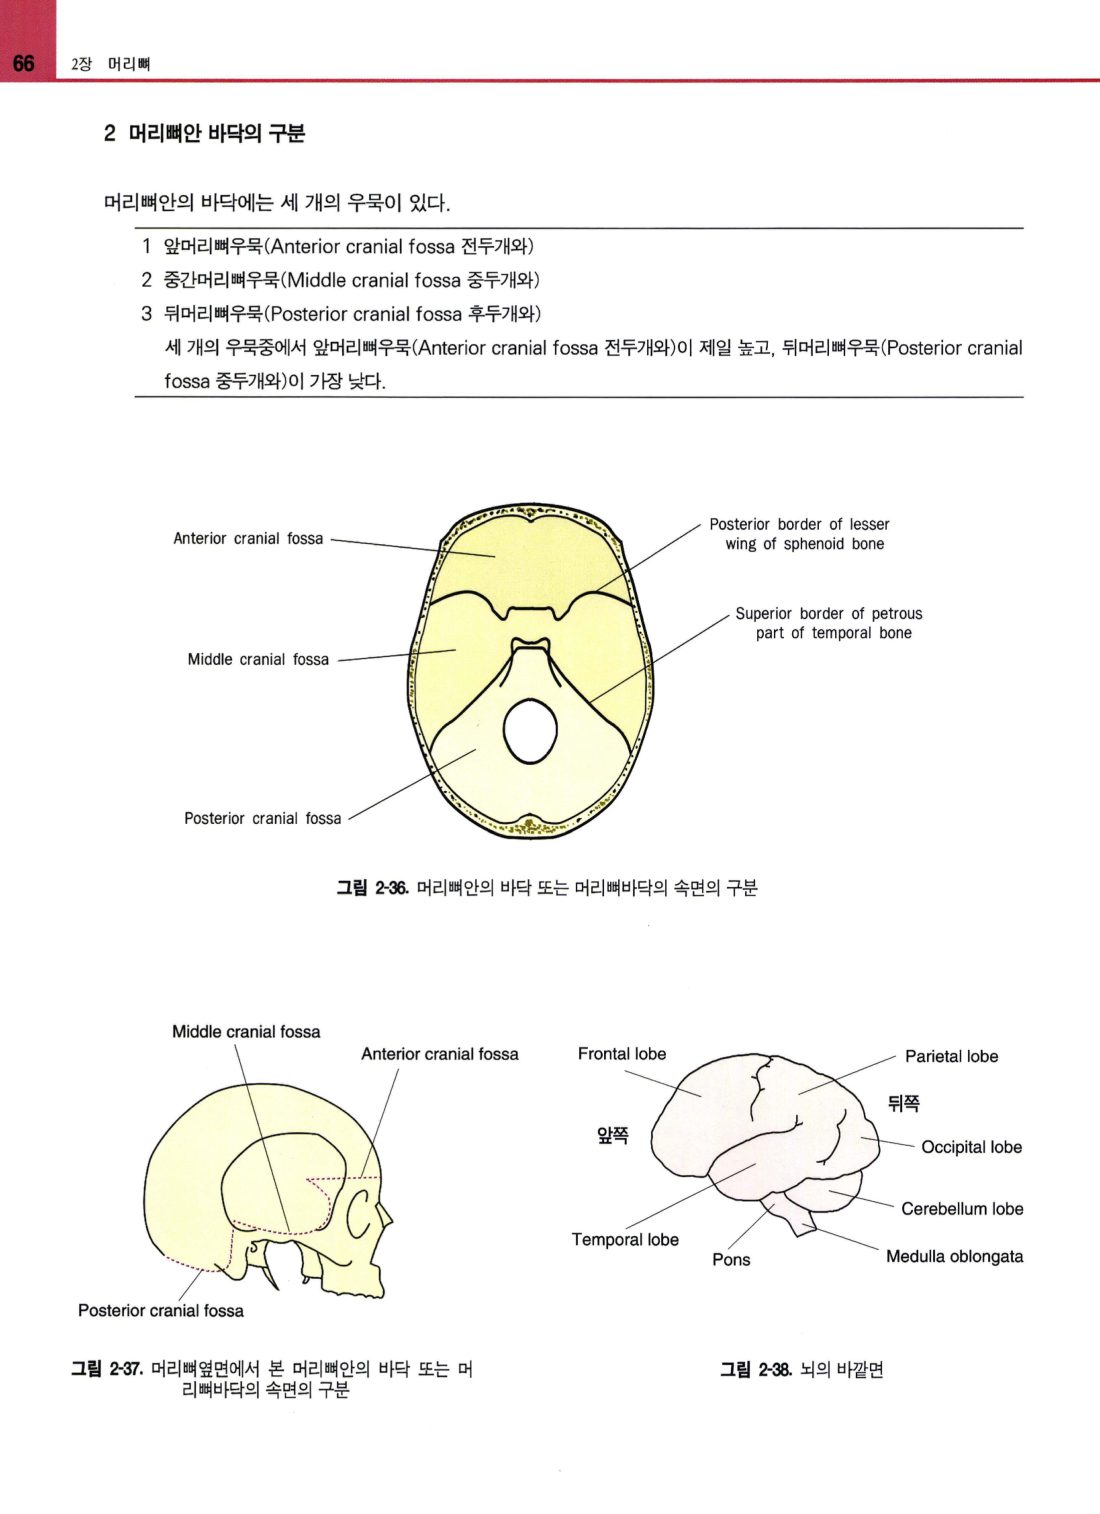 66
2장 머리뼈
2 머리뼈안 바닥의 구분
머리뼈안의 바닥에는 세 개의 우묵이 있다.
1 앞머리뼈우묵(Anterior cranial fossa 전두개와)
2 중간머리뼈우묵(Middle cranial fossa 중두개와)
3 뒤머리뼈우묵(Posterior cranial fossa 후두개와)
세 개의 우묵중에서 앞머리뼈우묵(Anterior cranial fossa 전두개와)이 제일 높고, 뒤머리뼈우묵(Posterior cranial
fossa 중두개와)이 가장 낮다.
Anterior cranial fossa
Posterior border of lesser
wing of sphenoid bone
Superior border of petrous
part of temporal bone
Middle cranial fossa
Posterior cranial fossa
그림 2-36. 머리뼈안의 바닥 또는 머리뼈바닥의 속면의 구분
Middle cranial fossa
Anterior cranial fossa
Posterior cranial fossa
그림 2-37. 머리뼈옆면에서 본 머리뼈안의 바닥 또는 머
리뼈바닥의 속면의 구분
Frontal lobe
Parietal lobe
뒤쪽
앞쪽
Occipital lobe
Cerebellum lobe
Temporal lobe
Pons
Medulla oblongata
그림 2-38. 뇌의 바깥면